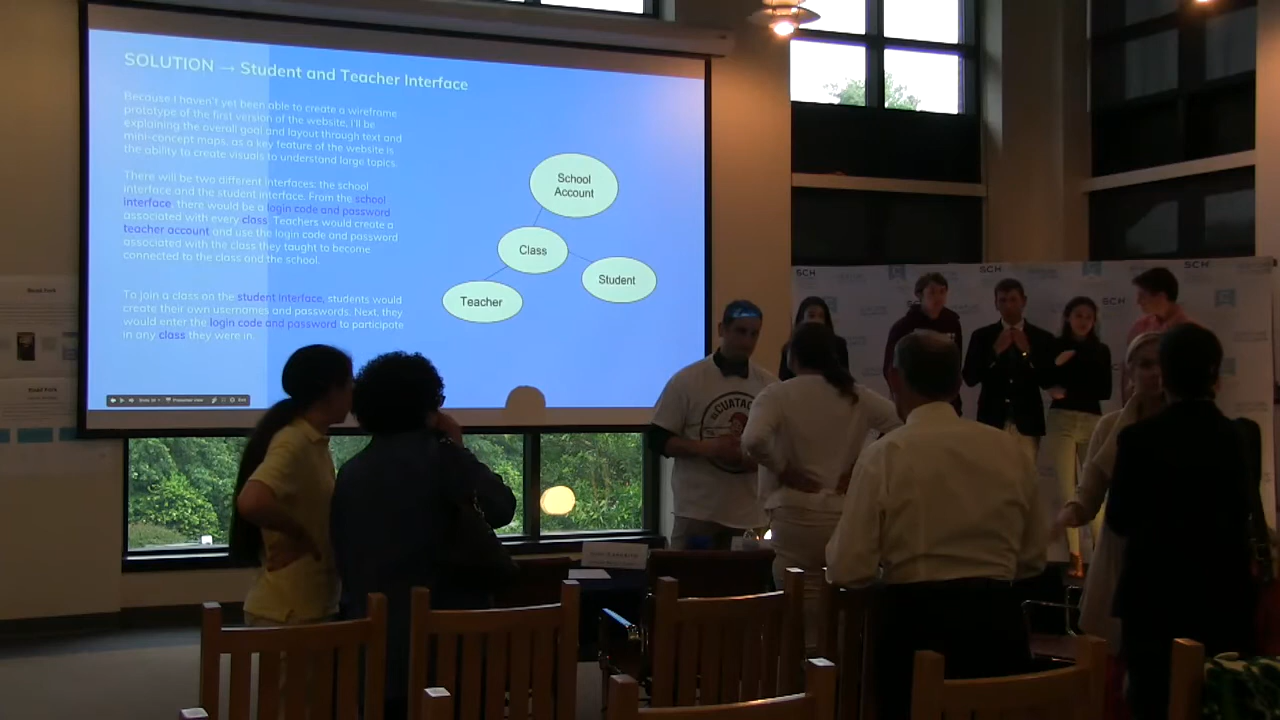 SOLUTION → Student and Teacher Interface
Because I haven't yet been able to create a wireframe
prototype of the first version of the website, I'll be
explaining the overall goal and layout through text and
mini-concept maps, as a key feature of the website is
the ability to create visuals to understand large topics.
There will be two different interfaces: the school
interface and the student interface. From the school
interface, there would be a login code and password
associated with every class. Teachers would create a
teacher account and use the login code and password
associated with the class they taught to become
connected to the class and the school.
To join a class on the student interface, students would
create their own usernames and passwords. Next, they
would enter the login code and password to participate
in any class they were in.
School
Account
Class
Student
Teacher
SCH
SCH
SCH
SCH